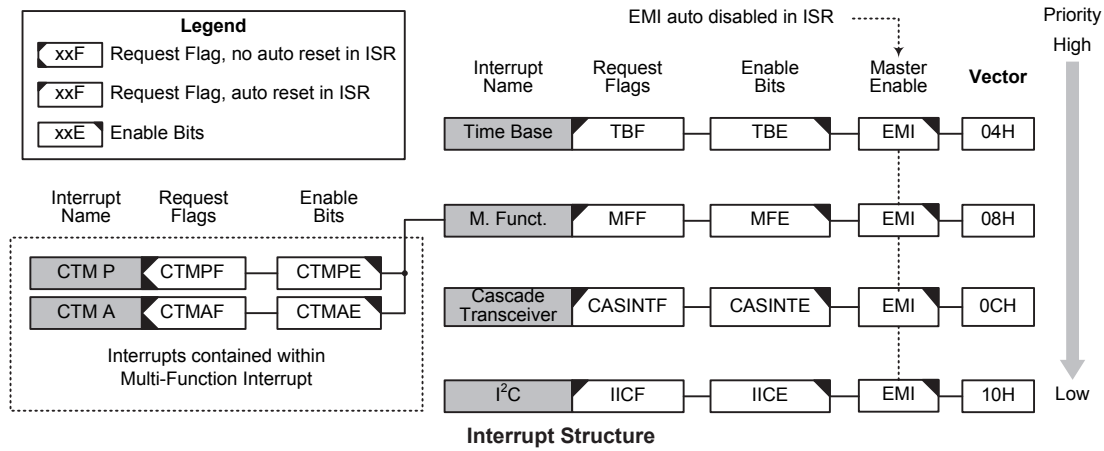 Legend
xxF Request Flag, no auto reset in ISR
xxF Request Flag, auto reset in ISR
xxE Enable Bits
EMI auto disabled in ISR
Priority
High
Interrupt Name
Request Flags
Enable Bits
Master Enable
Vector
Time Base TBF TBE EMI 04H
Interrupt Name
Request Flags
Enable Bits
M. Funct. MFF MFE EMI 08H
CTM P CTMPF CTMPE
CTM A CTMAF CTMAE
Interrupts contained within
Multi-Function Interrupt
Cascade Transceiver CASINTF CASINTE EMI 0CH
I²C IICF IICE EMI 10H
Low
Interrupt Structure